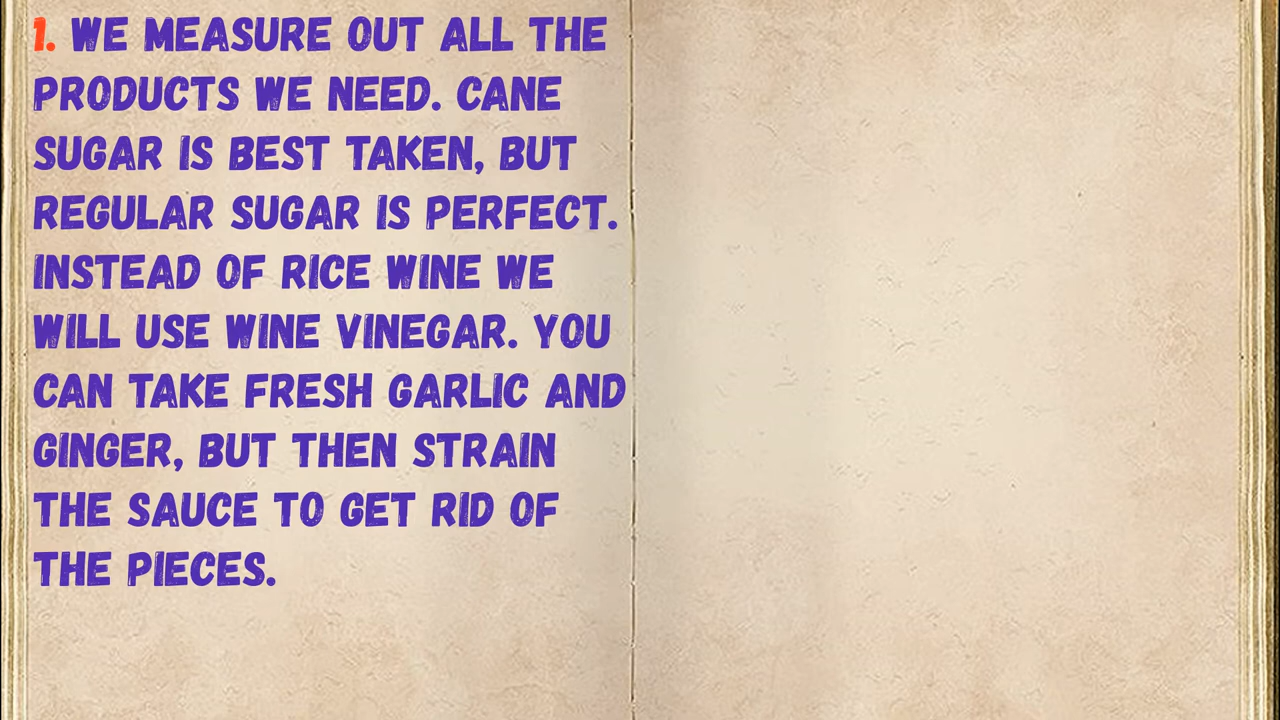 1. WE MEASURE OUT ALL THE
PRODUCTS WE NEED. CANE
SUGAR IS BEST TAKEN, BUT
REGULAR SUGAR IS PERFECT.
INSTEAD OF RICE WINE WE
WILL USE WINE VINEGAR. YOU
CAN TAKE FRESH GARLIC AND
GINGER, BUT THEN STRAIN
THE SAUCE TO GET RID OF
THE PIECES.